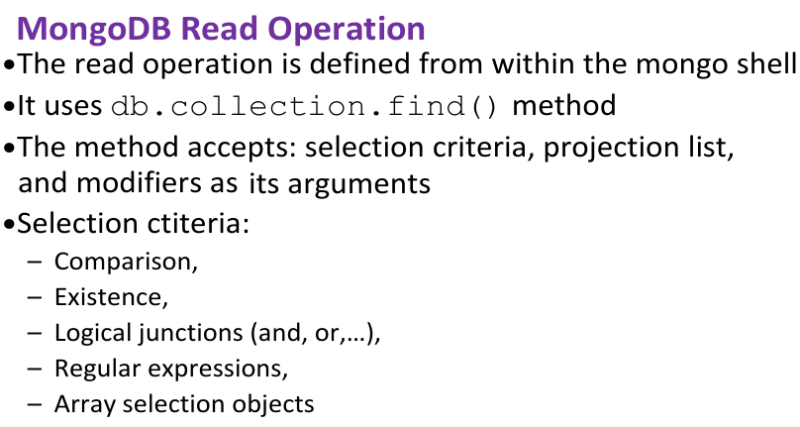 MongoDB Read Operation
•The read operation is defined from within the mongo shell
•It uses db.collection.find() method
•The method accepts: selection criteria, projection list,
and modifiers as its arguments
•Selection ctiteria:
– Comparison,
– Existence,
– Logical junctions (and, or,…),
– Regular expressions,
– Array selection objects